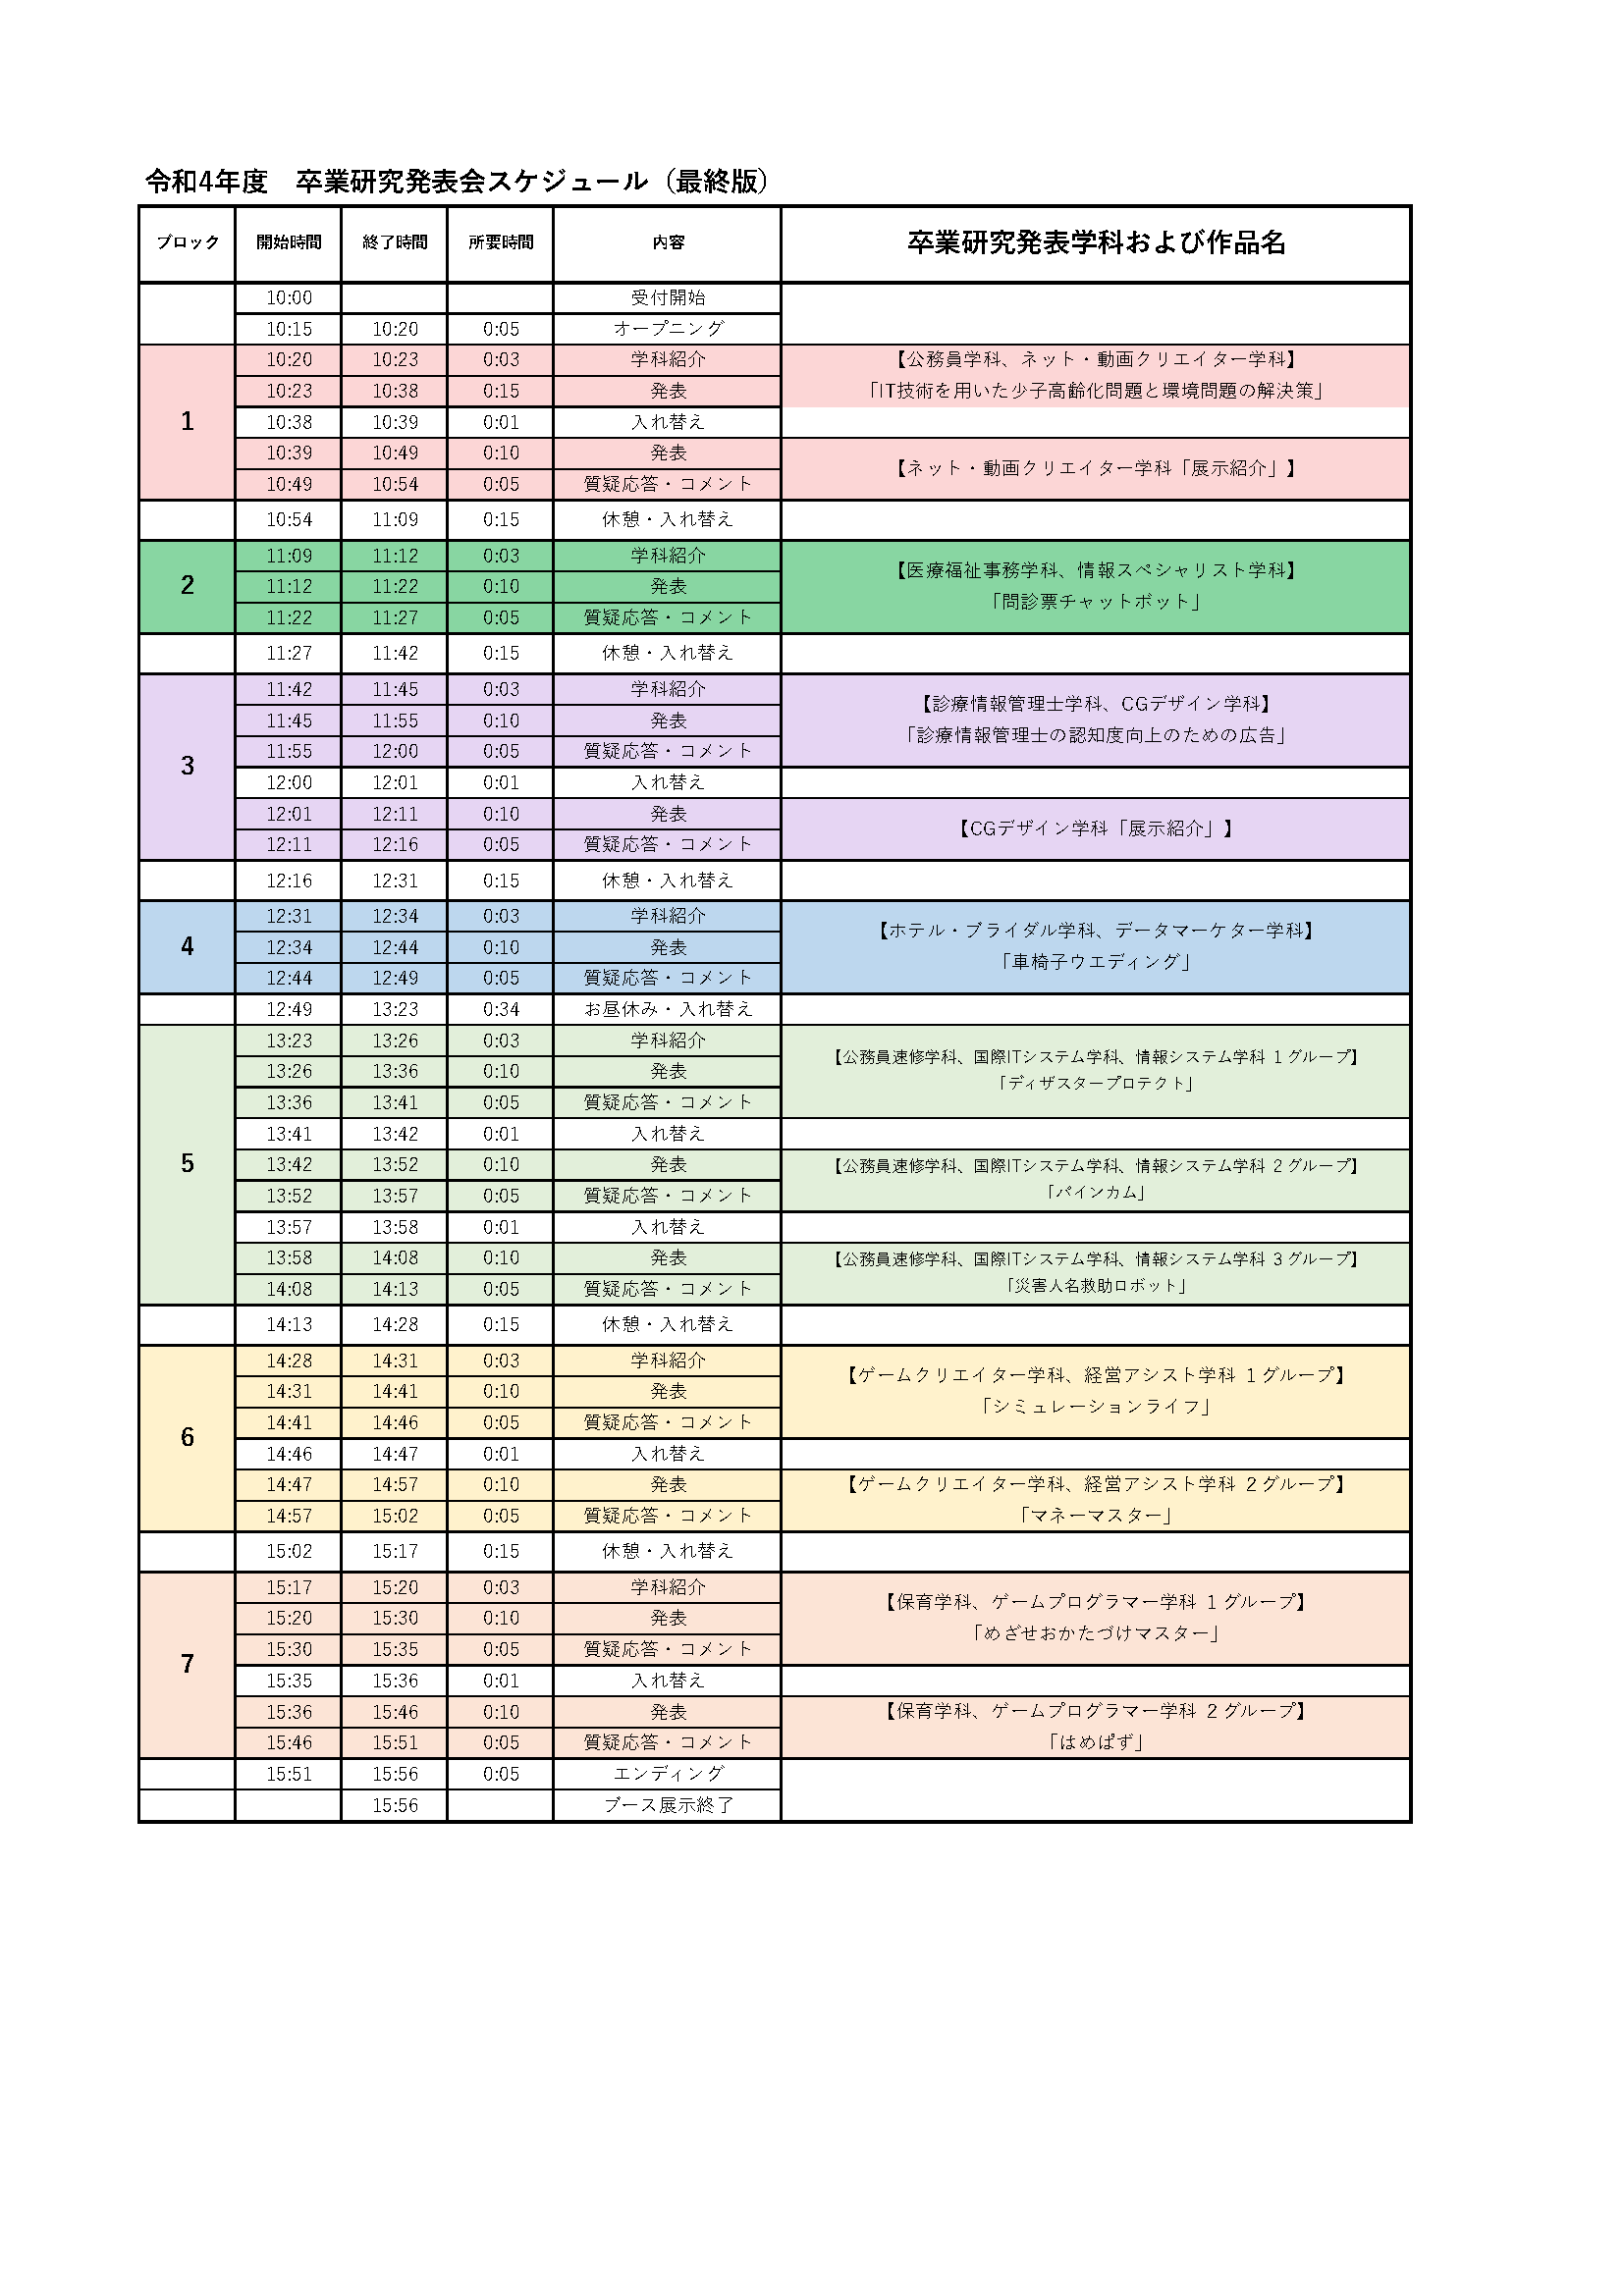 令和4年度　卒業研究発表会スケジュール（最終版）
ブロック 開始時間 終了時間 所要時間 内容 卒業研究発表学科および作品名
10:00 受付開始
10:15 10:20 0:05 オープニング
1
10:20 10:23 0:03 学科紹介 【公務員学科、ネット・動画クリエイター学科】
10:23 10:38 0:15 発表 「IT技術を用いた少子高齢化問題と環境問題の解決策」
10:38 10:39 0:01 入れ替え
10:39 10:49 0:10 発表
【ネット・動画クリエイター学科「展示紹介」】
10:49 10:54 0:05 質疑応答・コメント
10:54 11:09 0:15 休憩・入れ替え
2
11:09 11:12 0:03 学科紹介
【医療福祉事務学科、情報スペシャリスト学科】
11:12 11:22 0:10 発表
「問診票チャットボット」
11:22 11:27 0:05 質疑応答・コメント
11:27 11:42 0:15 休憩・入れ替え
3
11:42 11:45 0:03 学科紹介
【診療情報管理士学科、CGデザイン学科】
11:45 11:55 0:10 発表
「診療情報管理士の認知度向上のための広告」
11:55 12:00 0:05 質疑応答・コメント
12:00 12:01 0:01 入れ替え
12:01 12:11 0:10 発表
【CGデザイン学科「展示紹介」】
12:11 12:16 0:05 質疑応答・コメント
12:16 12:31 0:15 休憩・入れ替え
4
12:31 12:34 0:03 学科紹介
【ホテル・ブライダル学科、データマーケター学科】
12:34 12:44 0:10 発表
「車椅子ウエディング」
12:44 12:49 0:05 質疑応答・コメント
12:49 13:23 0:34 お昼休み・入れ替え
5
13:23 13:26 0:03 学科紹介
【公務員速修学科、国際ITシステム学科、情報システム学科 1グループ】
13:26 13:36 0:10 発表
「ディザスタープロテクト」
13:36 13:41 0:05 質疑応答・コメント
13:41 13:42 0:01 入れ替え
13:42 13:52 0:10 発表 【公務員速修学科、国際ITシステム学科、情報システム学科 2グループ】
13:52 13:57 0:05 質疑応答・コメント 「パインカム」
13:57 13:58 0:01 入れ替え
13:58 14:08 0:10 発表 【公務員速修学科、国際ITシステム学科、情報システム学科 3グループ】
14:08 14:13 0:05 質疑応答・コメント 「災害人名救助ロボット」
14:13 14:28 0:15 休憩・入れ替え
6
14:28 14:31 0:03 学科紹介
【ゲームクリエイター学科、経営アシスト学科 1グループ】
14:31 14:41 0:10 発表
「シミュレーションライフ」
14:41 14:46 0:05 質疑応答・コメント
14:46 14:47 0:01 入れ替え
14:47 14:57 0:10 発表 【ゲームクリエイター学科、経営アシスト学科 2グループ】
14:57 15:02 0:05 質疑応答・コメント 「マネーマスター」
15:02 15:17 0:15 休憩・入れ替え
7
15:17 15:20 0:03 学科紹介
【保育学科、ゲームプログラマー学科 1グループ】
15:20 15:30 0:10 発表
「めざせおかたづけマスター」
15:30 15:35 0:05 質疑応答・コメント
15:35 15:36 0:01 入れ替え
15:36 15:46 0:10 発表 【保育学科、ゲームプログラマー学科 2グループ】
15:46 15:51 0:05 質疑応答・コメント 「はめぱず」
15:51 15:56 0:05 エンディング
15:56 ブース展示終了